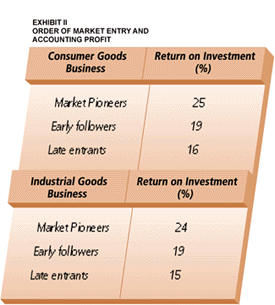 EXHIBIT II
ORDER OF MARKET ENTRY AND
ACCOUNTING PROFIT
Consumer Goods Business Return on Investment (%)
Market Pioneers 25
Early followers 19
Late entrants 16
Industrial Goods Business Return on Investment (%)
Market Pioneers 24
Early followers 19
Late entrants 15